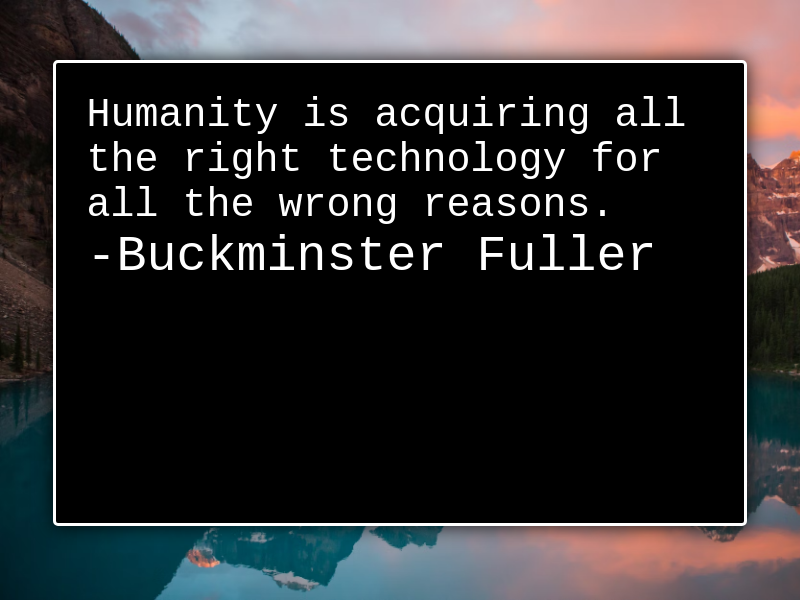 Humanity is acquiring all
the right technology for
all the wrong reasons.
-Buckminster Fuller